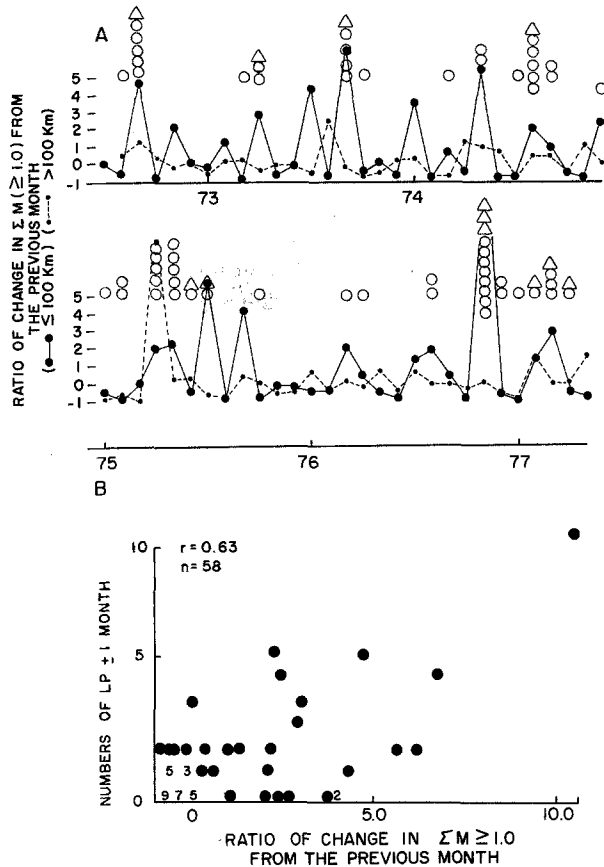 A
RATIO OF CHANGE IN Σ M (≥ 1.0) FROM
THE PREVIOUS MONTH
(●—● ≤ 100 Km) (•---• > 100 Km)
5
4
3
2
1
0
-1
73
74
5
4
3
2
1
0
-1
75
76
77
B
NUMBERS OF LP ± 1 MONTH
10
5
0
r = 0.63
n = 58
5 3
9 7 5
2
0
5.0
10.0
RATIO OF CHANGE IN Σ M ≥ 1.0
FROM THE PREVIOUS MONTH